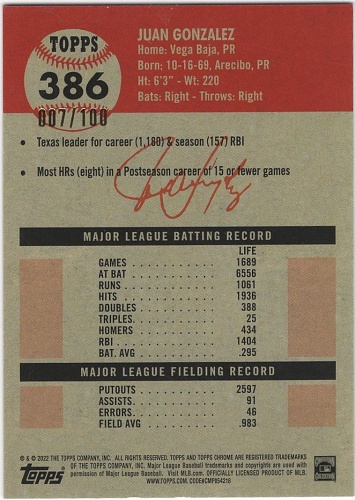 TOPPS
386
007/100
JUAN GONZALEZ
Home: Vega Baja, PR
Born: 10-16-69, Arecibo, PR
Ht: 6'3" - Wt: 220
Bats: Right - Throws: Right
• Texas leader for career (1,180) & season (157) RBI
• Most HRs (eight) in a Postseason career of 15 or fewer games
MAJOR LEAGUE BATTING RECORD
LIFE
GAMES 1689
AT BAT 6556
RUNS 1061
HITS 1936
DOUBLES 388
TRIPLES 25
HOMERS 434
RBI 1404
BAT. AVG .295
MAJOR LEAGUE FIELDING RECORD
PUTOUTS 2597
ASSISTS 91
ERRORS 46
FIELD AVG .983
® & © 2022 THE TOPPS COMPANY, INC. ALL RIGHTS RESERVED. TOPPS AND TOPPS CHROME ARE REGISTERED TRADEMARKS
OF THE TOPPS COMPANY, INC. Major League Baseball trademarks and copyrights are used with
permission of Major League Baseball. Visit MLB.com. OFFICIALLY LICENSED PRODUCT OF MLB.
WWW.TOPPS.COM. CODE#CMP054218
Topps